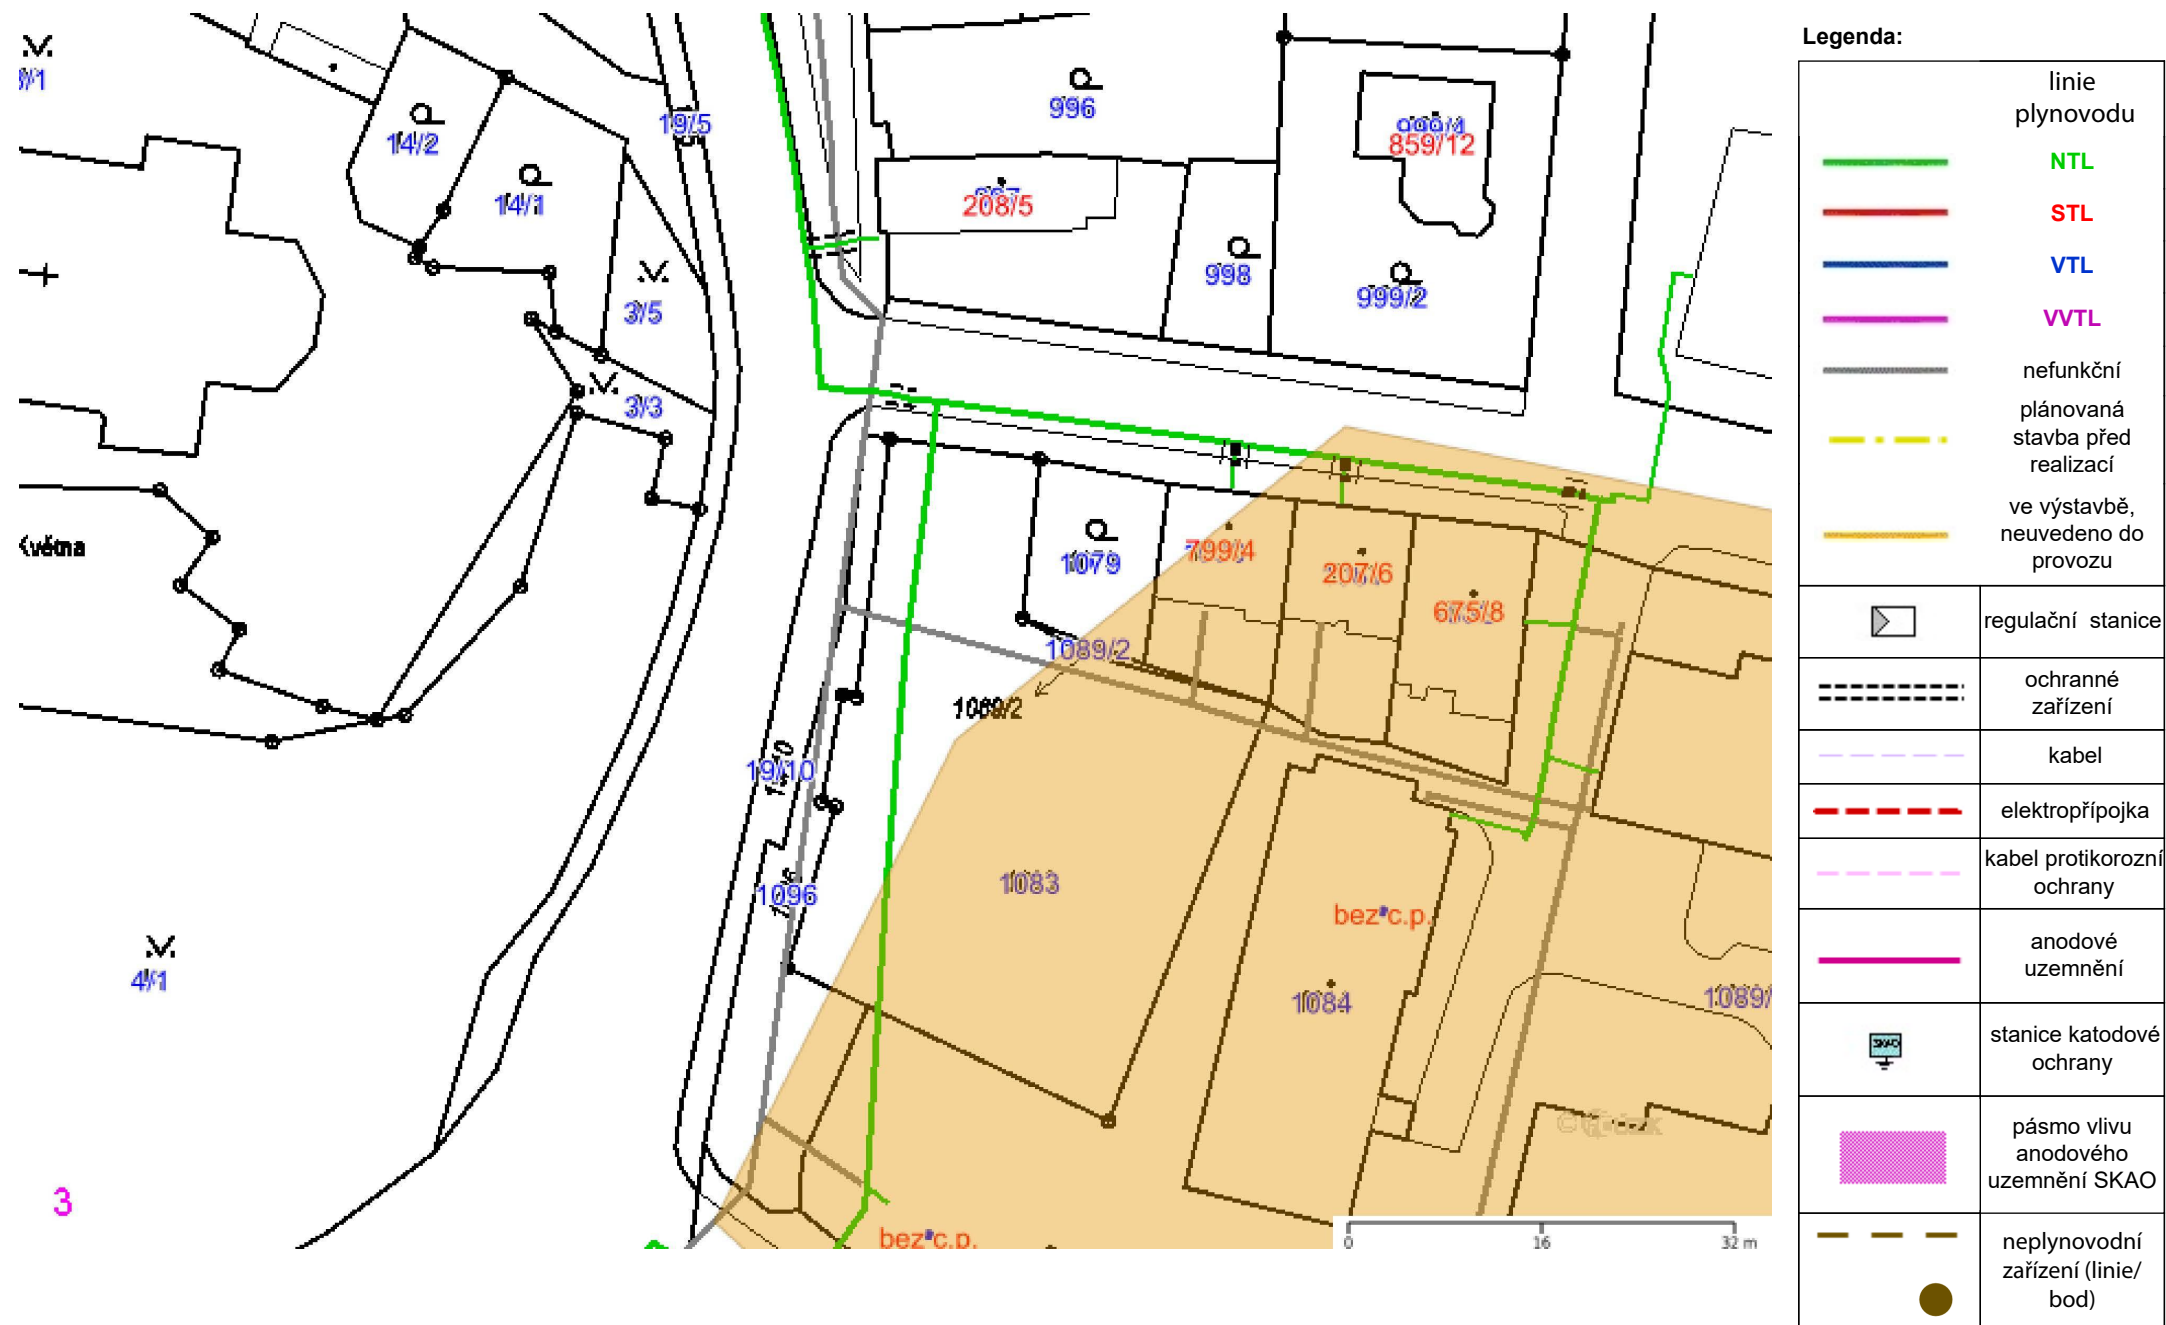 Legenda:
linie
plynovodu
NTL
STL
VTL
VVTL
nefunkční
plánovaná
stavba před
realizací
ve výstavbě,
neuvedeno do
provozu
regulační stanice
ochranné
zařízení
kabel
elektropřípojka
kabel protikorozní
ochrany
anodové
uzemnění
SKAO
stanice katodové
ochrany
pásmo vlivu
anodového
uzemnění SKAO
neplynovodní
zařízení (linie/
bod)
14/2
14/1
19/5
996
859/12
208/5
998
999/2
3/5
3/3
května
1079
799/4
207/6
675/8
1089/2
1089/2
19/10
1083
1096
bez č.p.
1084
1089/
4/1
3
bez č.p.
0 16 32 m